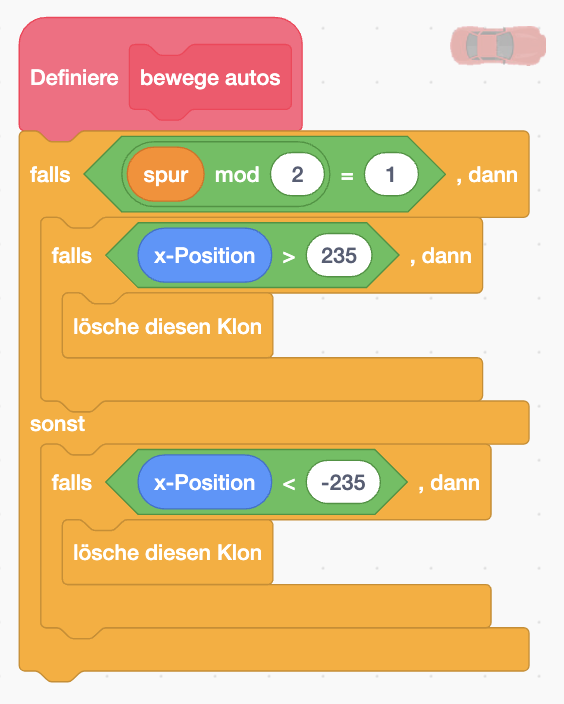 Definiere bewege autos
falls spur mod 2 = 1 , dann
falls x-Position > 235 , dann
lösche diesen Klon
sonst
falls x-Position < -235 , dann
lösche diesen Klon